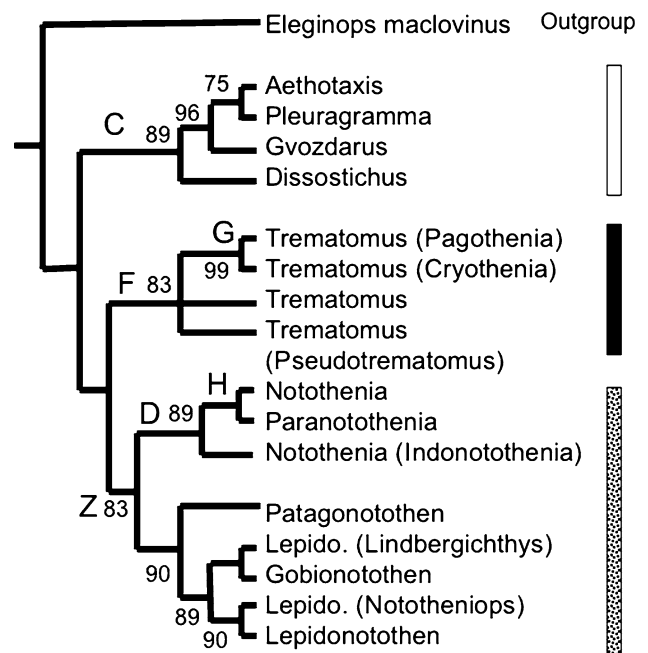 Eleginops maclovinus Outgroup
75 Aethotaxis
96 Pleuragramma
C 89 Gvozdarus
Dissostichus
G Trematomus (Pagothenia)
99 Trematomus (Cryothenia)
F 83 Trematomus
Trematomus
(Pseudotrematomus)
H Notothenia
D 89 Paranotothenia
Notothenia (Indonotothenia)
Z 83 Patagonotothen
Lepido. (Lindbergichthys)
90 Gobionotothen
89 Lepido. (Nototheniops)
90 Lepidonotothen